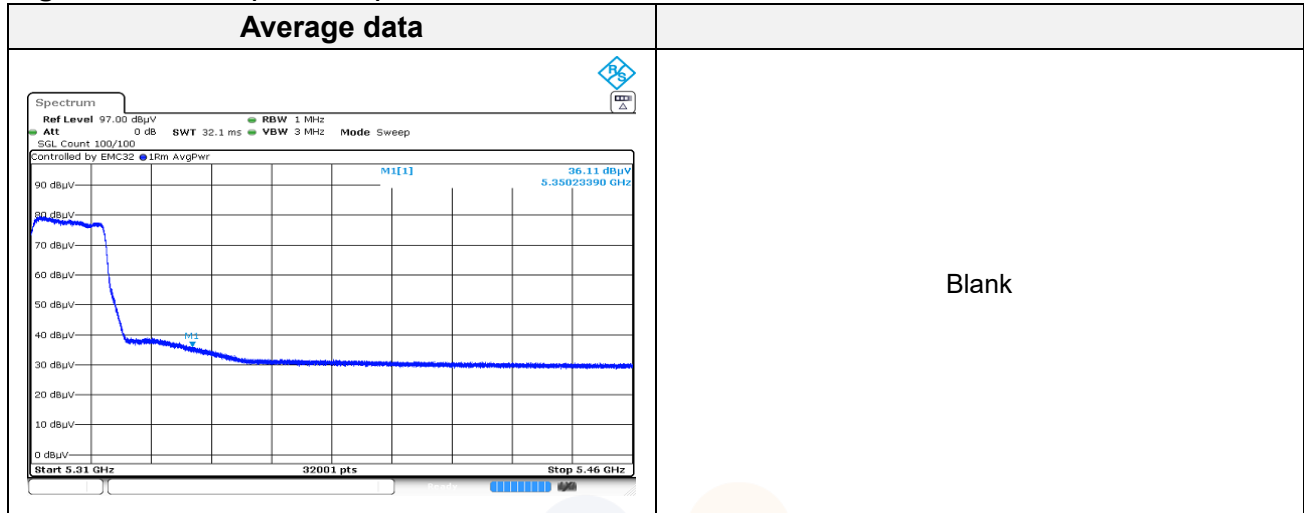 Average data
R&S
Spectrum
Ref Level 97.00 dBµV RBW 1 MHz
Att 0 dB SWT 32.1 ms VBW 3 MHz Mode Sweep
SGL Count 100/100
Controlled by EMC32 1Rm AvgPwr
M1[1] 36.11 dBµV
5.35023390 GHz
90 dBµV
80 dBµV
70 dBµV
60 dBµV
50 dBµV
40 dBµV
M1
30 dBµV
20 dBµV
10 dBµV
0 dBµV
Start 5.31 GHz 32001 pts Stop 5.46 GHz
Blank